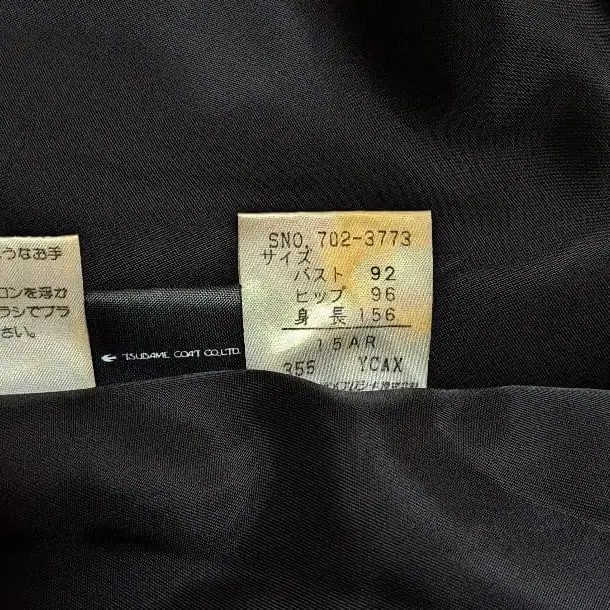 うなお手
ロンを浮か
ラシでブラ
さい。
TSUBAME COAT CO.LTD.
SNO. 702-3773
サイズ
バスト 92
ヒップ 96
身長 156
15AR
355 YCAX